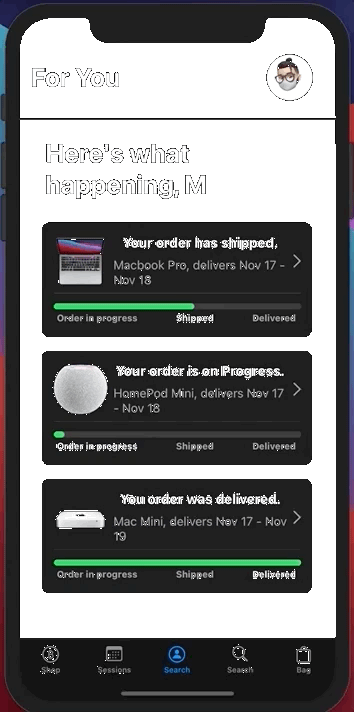 For You
Here's what
happening, M
Your order has shipped.
Macbook Pro, delivers Nov 17 -
Nov 18
Order in progress Shipped Delivered
Your order is on Progress.
HomePod Mini, delivers Nov 17
- Nov 18
Order in progress Shipped Delivered
You order was delivered.
Mac Mini, delivers Nov 17 - Nov
19
Order in progress Shipped Delivered
Shop Sessions Search Search Bag